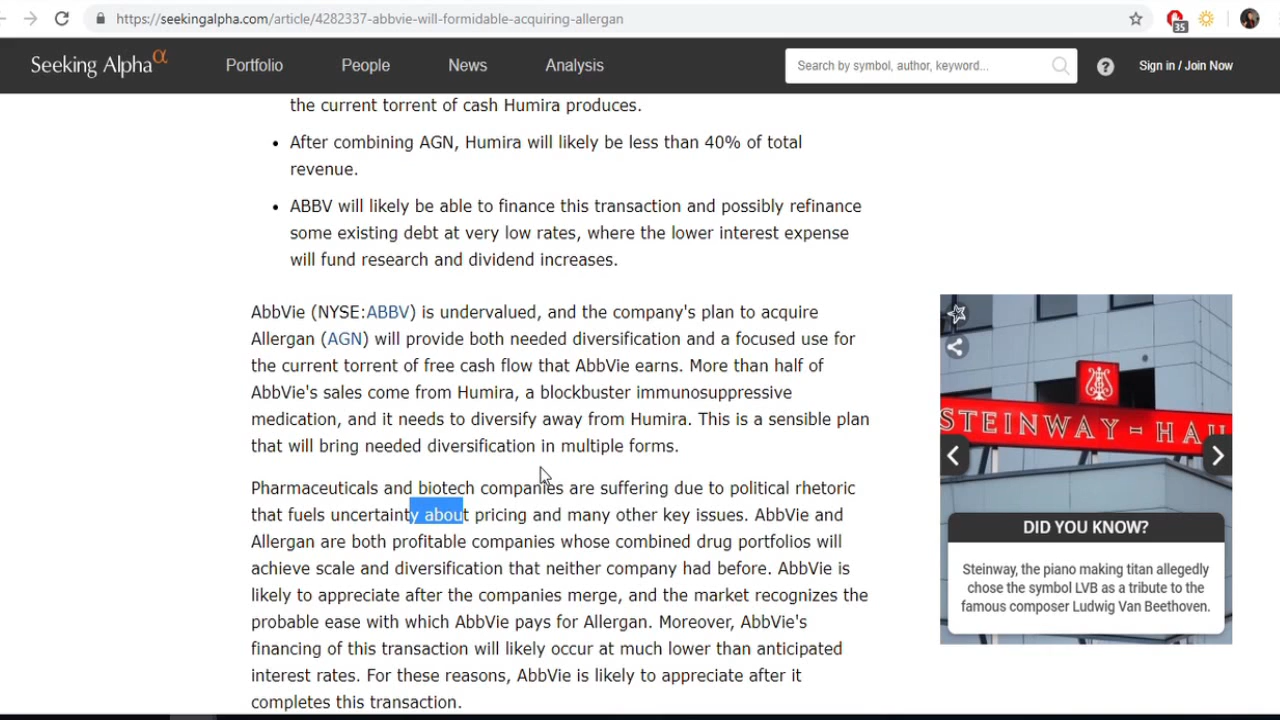 https://seekingalpha.com/article/4282337-abbvie-will-formidable-acquiring-allergan
35
Seeking Alpha α
Portfolio
People
News
Analysis
Search by symbol, author, keyword...
?
Sign in / Join Now
the current torrent of cash Humira produces.
• After combining AGN, Humira will likely be less than 40% of total
revenue.
• ABBV will likely be able to finance this transaction and possibly refinance
some existing debt at very low rates, where the lower interest expense
will fund research and dividend increases.
AbbVie (NYSE:ABBV) is undervalued, and the company's plan to acquire
Allergan (AGN) will provide both needed diversification and a focused use for
the current torrent of free cash flow that AbbVie earns. More than half of
AbbVie's sales come from Humira, a blockbuster immunosuppressive
medication, and it needs to diversify away from Humira. This is a sensible plan
that will bring needed diversification in multiple forms.
Pharmaceuticals and biotech companies are suffering due to political rhetoric
that fuels uncertainty about pricing and many other key issues. AbbVie and
Allergan are both profitable companies whose combined drug portfolios will
achieve scale and diversification that neither company had before. AbbVie is
likely to appreciate after the companies merge, and the market recognizes the
probable ease with which AbbVie pays for Allergan. Moreover, AbbVie's
financing of this transaction will likely occur at much lower than anticipated
interest rates. For these reasons, AbbVie is likely to appreciate after it
completes this transaction.
STEINWAY-HAU
DID YOU KNOW?
Steinway, the piano making titan allegedly
chose the symbol LVB as a tribute to the
famous composer Ludwig Van Beethoven.